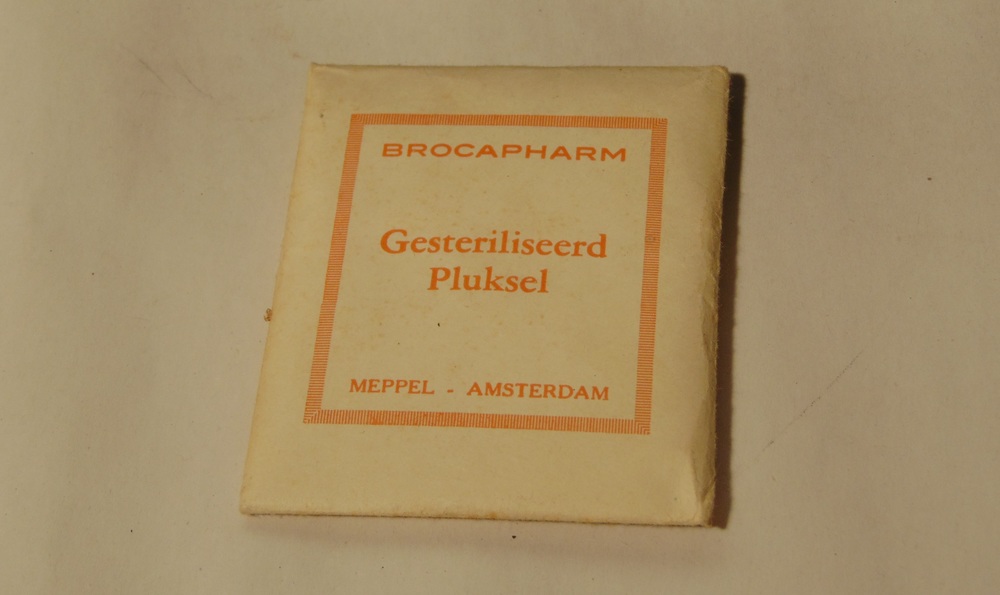 BROCAPHARM
Gesteriliseerd
Pluksel
MEPPEL - AMSTERDAM